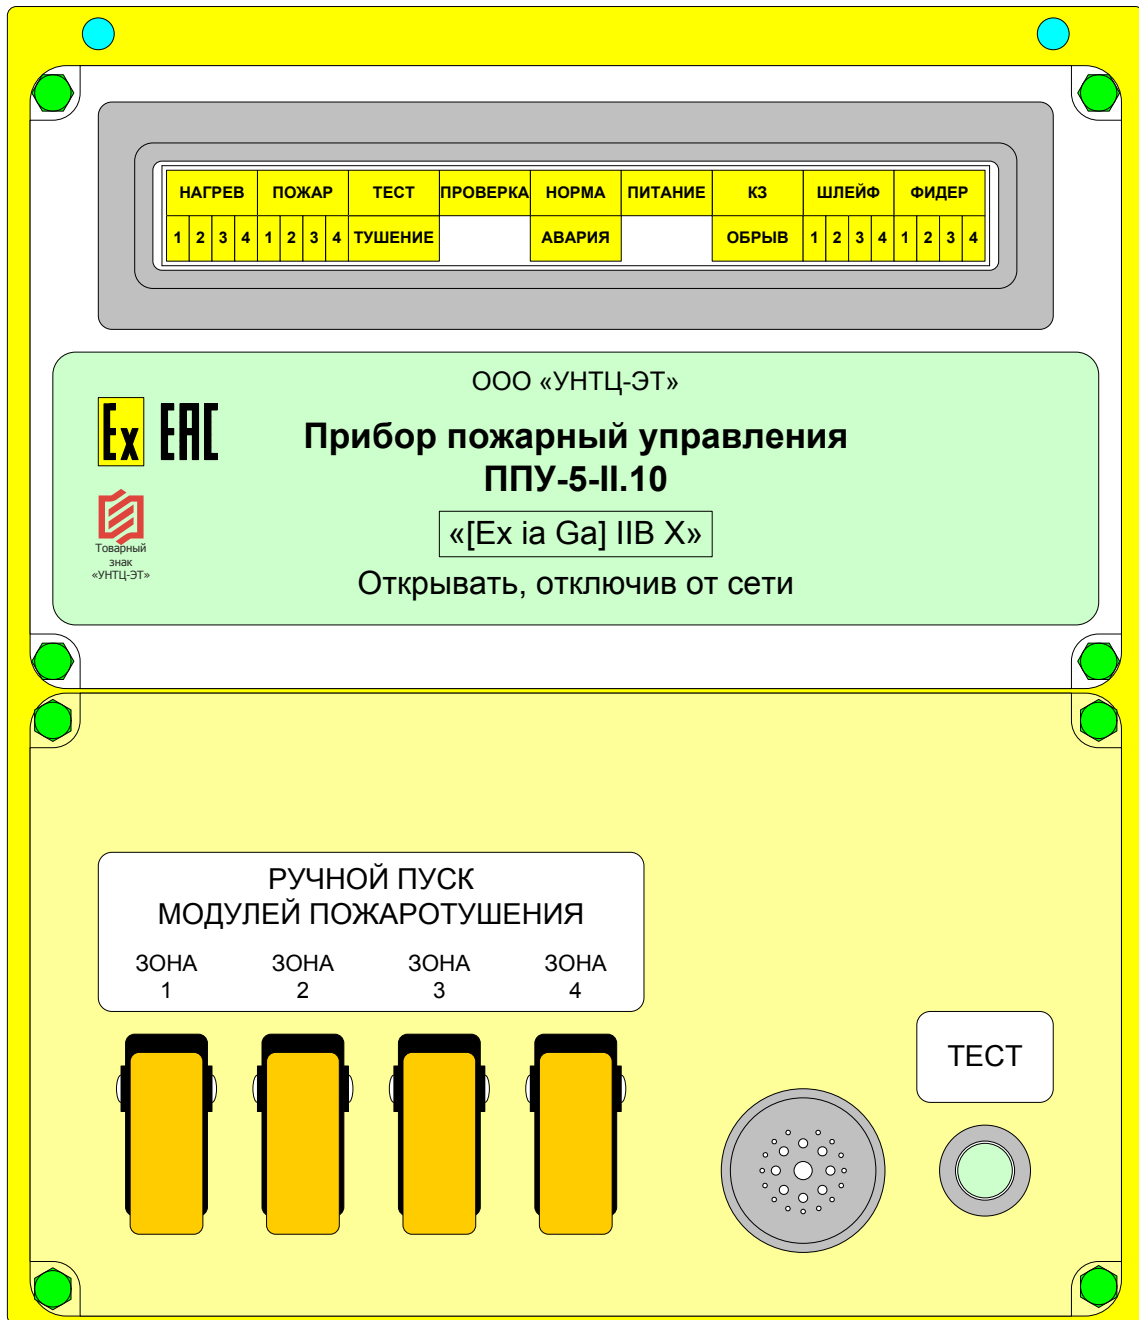 НАГРЕВ ПОЖАР ТЕСТ ПРОВЕРКА НОРМА ПИТАНИЕ КЗ ШЛЕЙФ ФИДЕР
1 2 3 4 1 2 3 4 ТУШЕНИЕ АВАРИЯ ОБРЫВ 1 2 3 4 1 2 3 4
ООО «УНТЦ-ЭТ»
Ex EAC
Прибор пожарный управления
ППУ-5-II.10
«[Ex ia Ga] IIB X»
Товарный
знак
«УНТЦ-ЭТ»
Открывать, отключив от сети
РУЧНОЙ ПУСК
МОДУЛЕЙ ПОЖАРОТУШЕНИЯ
ЗОНА ЗОНА ЗОНА ЗОНА
1 2 3 4
ТЕСТ